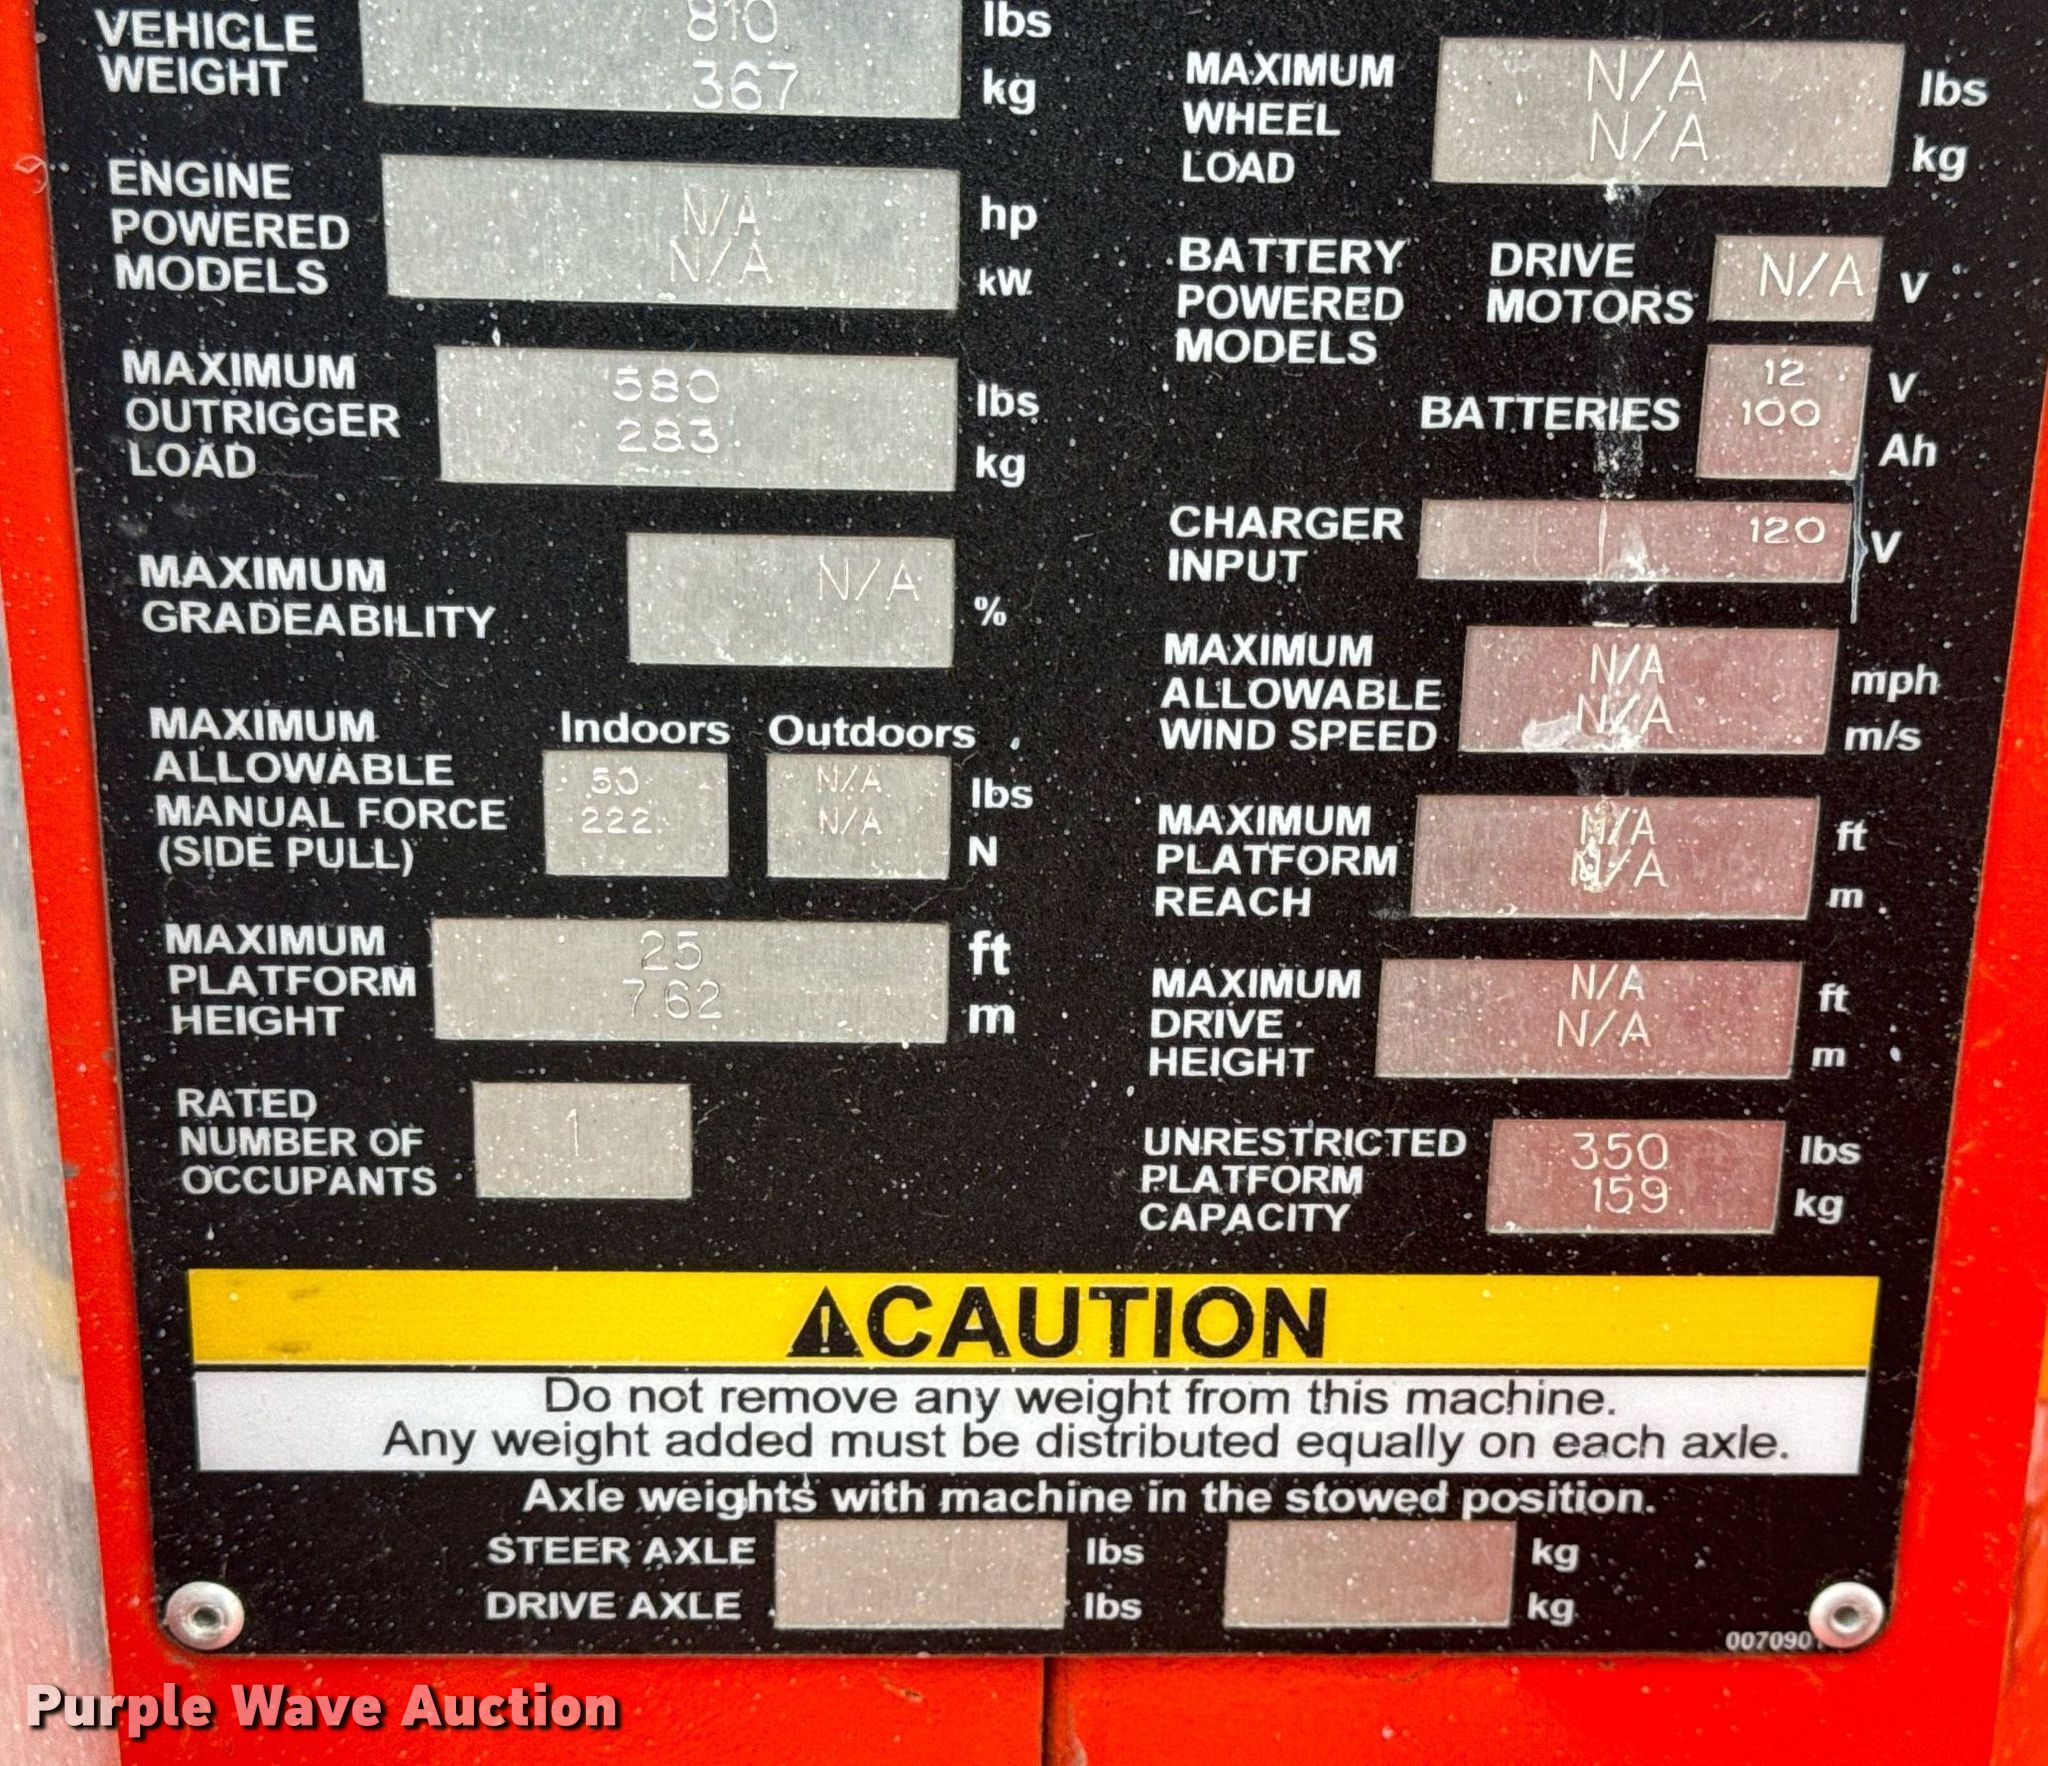 VEHICLE
WEIGHT
810 lbs
367 kg
ENGINE
POWERED
MODELS
N/A hp
N/A kW
MAXIMUM
OUTRIGGER
LOAD
580 lbs
283 kg
MAXIMUM
GRADEABILITY
N/A %
MAXIMUM
ALLOWABLE
MANUAL FORCE
(SIDE PULL)
Indoors Outdoors
50 N/A lbs
222 N/A N
MAXIMUM
PLATFORM
HEIGHT
25 ft
7.62 m
RATED
NUMBER OF
OCCUPANTS
1
MAXIMUM
WHEEL
LOAD
N/A lbs
N/A kg
BATTERY
POWERED
MODELS
DRIVE
MOTORS
N/A V
BATTERIES
12 V
100 Ah
CHARGER
INPUT
120 V
MAXIMUM
ALLOWABLE
WIND SPEED
N/A mph
N/A m/s
MAXIMUM
PLATFORM
REACH
N/A ft
N/A m
MAXIMUM
DRIVE
HEIGHT
N/A ft
N/A m
UNRESTRICTED
PLATFORM
CAPACITY
350 lbs
159 kg
CAUTION
Do not remove any weight from this machine.
Any weight added must be distributed equally on each axle.
Axle weights with machine in the stowed position.
STEER AXLE lbs kg
DRIVE AXLE lbs kg
Purple Wave Auction